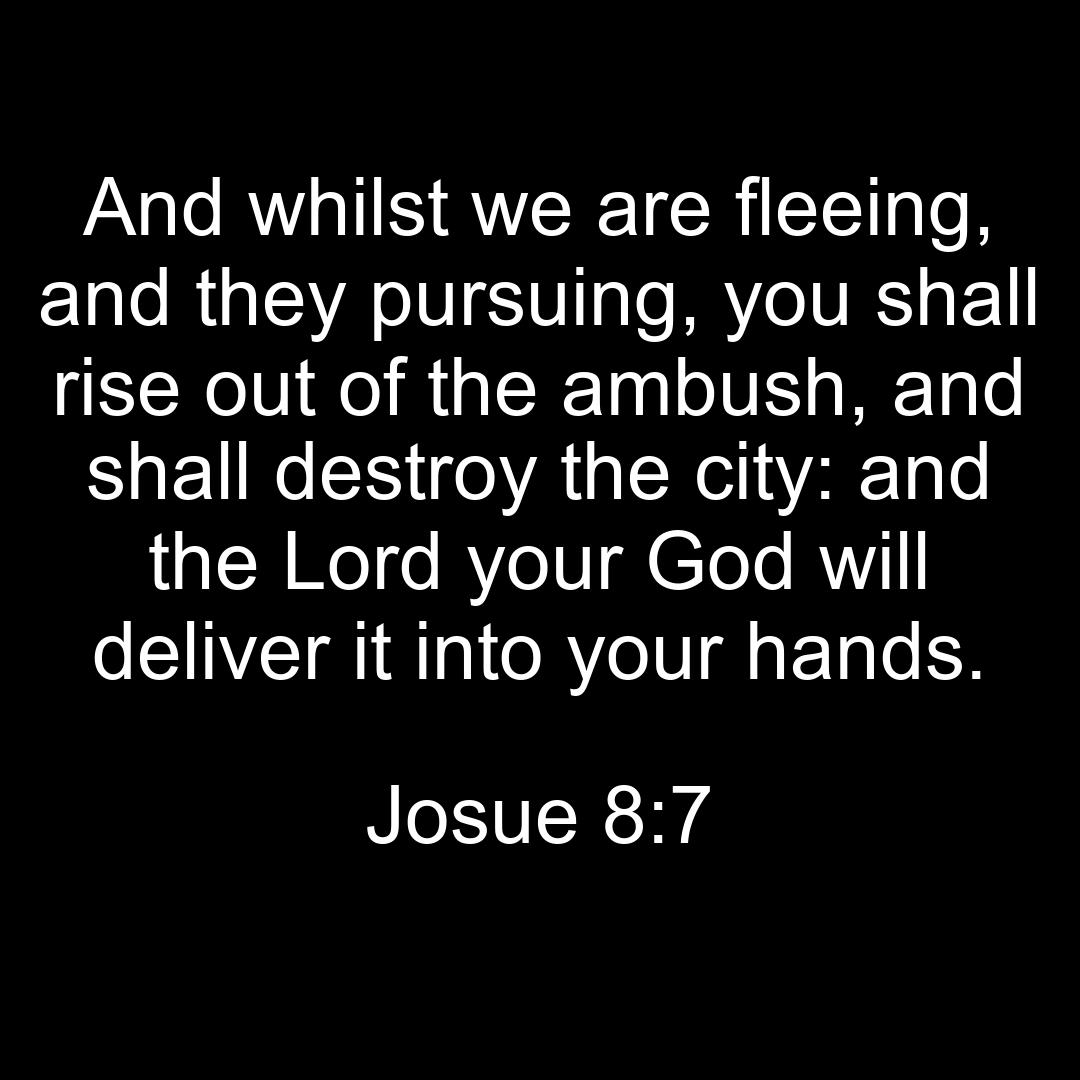 And whilst we are fleeing,
and they pursuing, you shall
rise out of the ambush, and
shall destroy the city: and
the Lord your God will
deliver it into your hands.
Josue 8:7